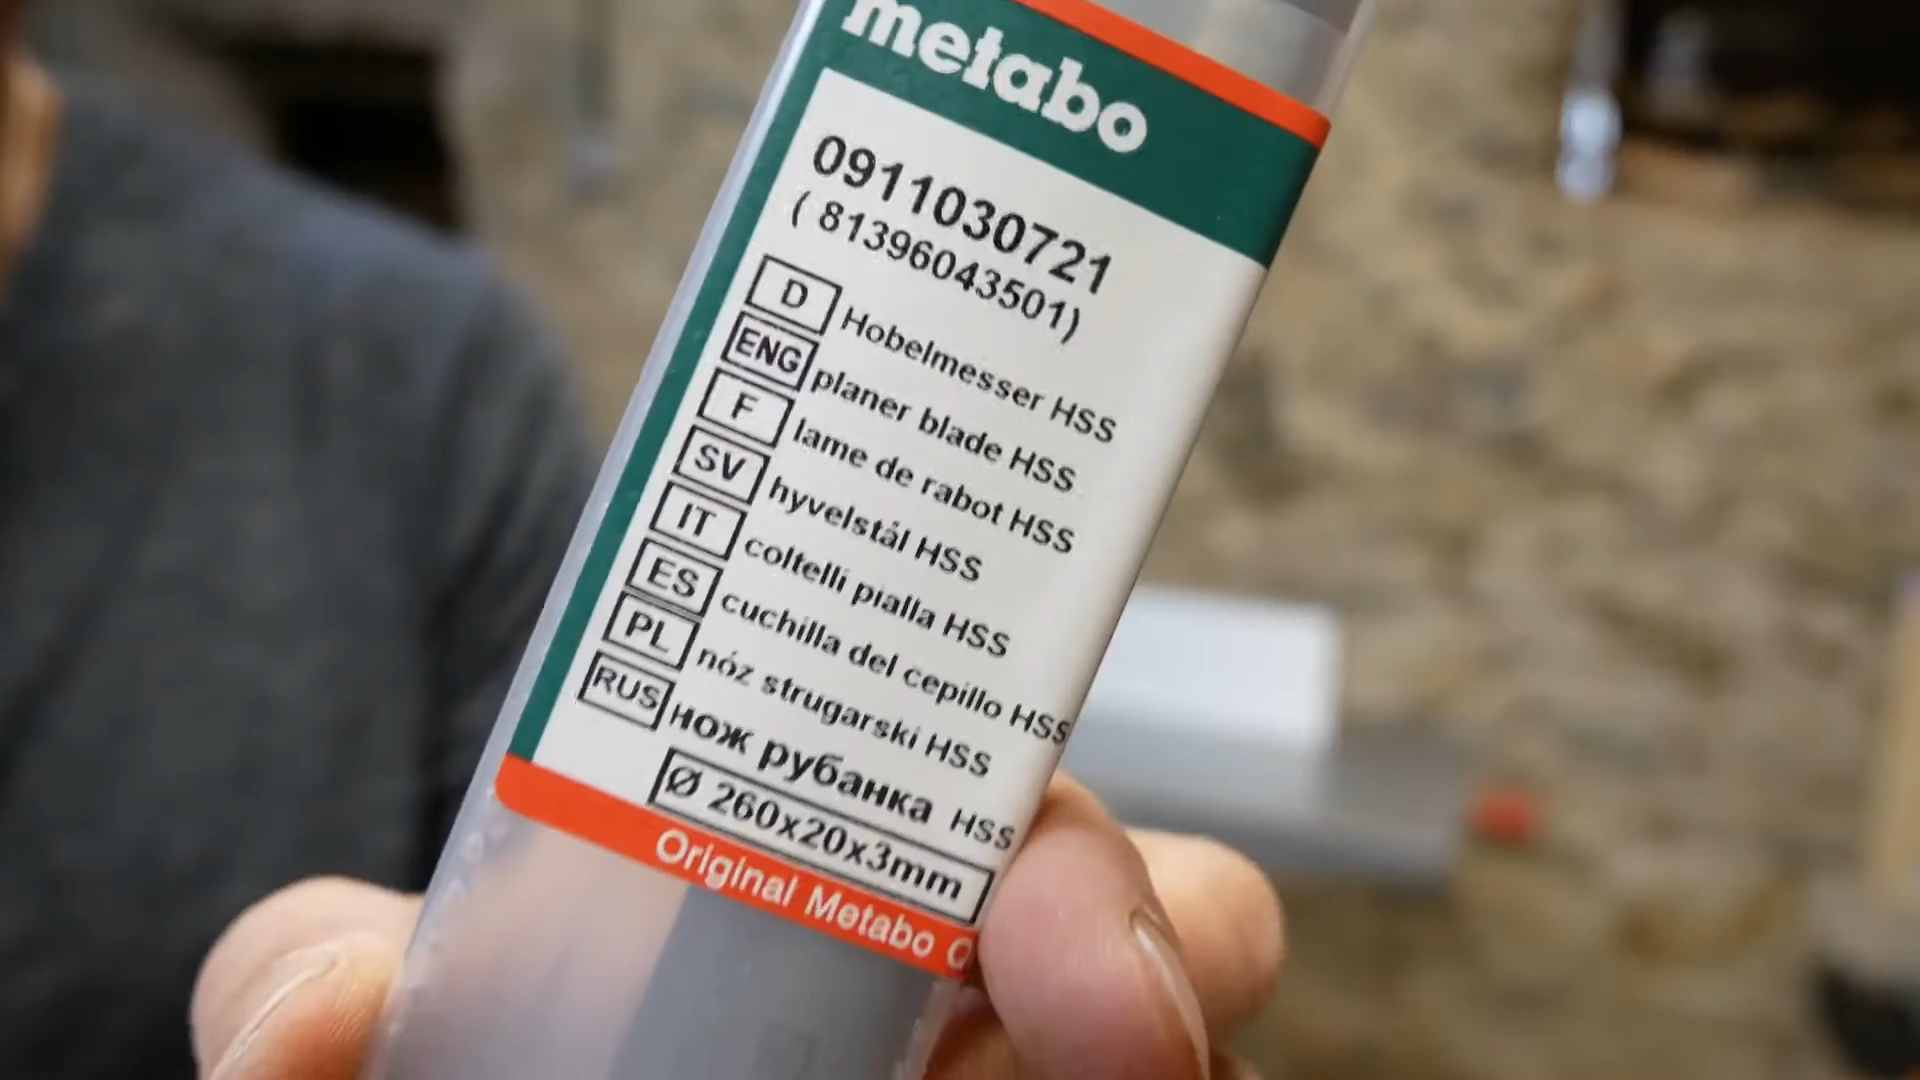 metabo
0911030721
( 81396043501)
D Hobelmesser HSS
ENG planer blade HSS
F lame de rabot HSS
SV hyvelstál HSS
IT coltelli pialla HSS
ES cuchilla del cepillo HSS
PL nóz strugarski HSS
RUS нож рубанка HSS
Ø 260x20x3mm
Original Metabo